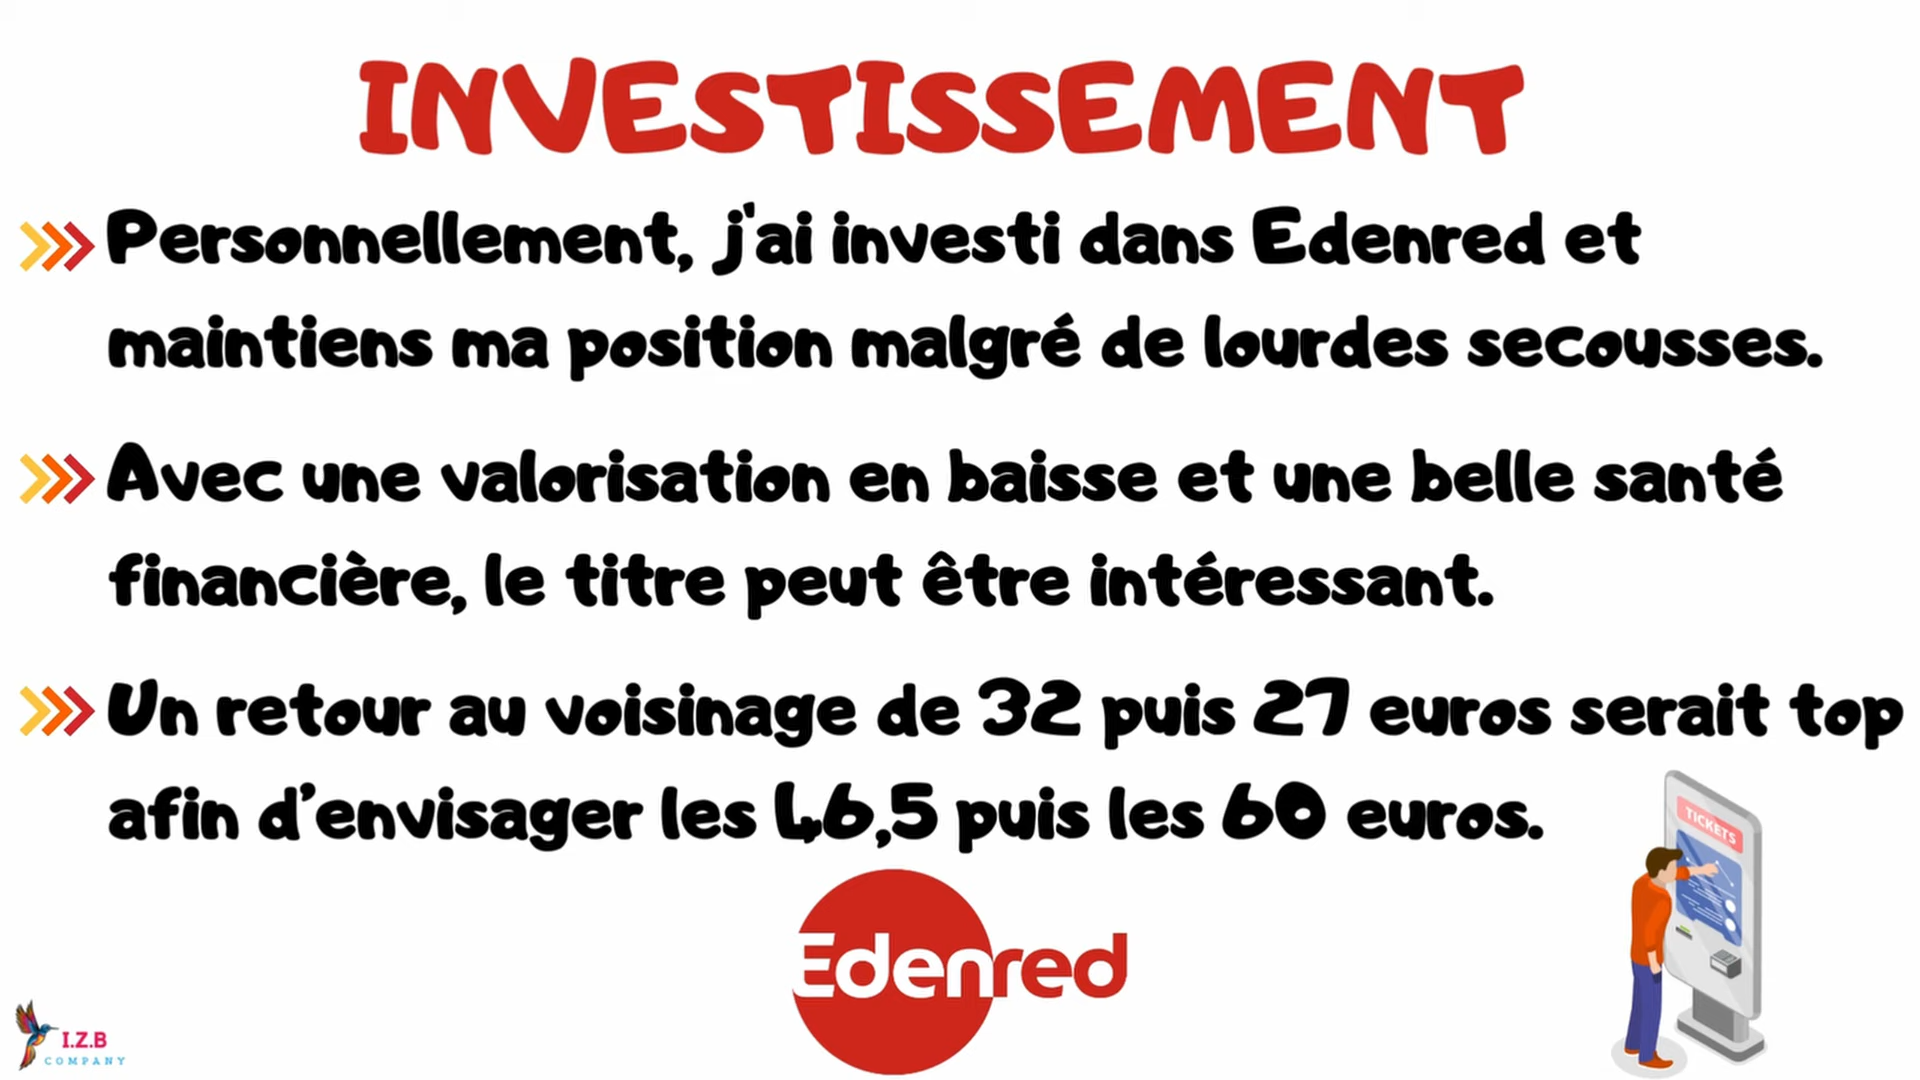 INVESTISSEMENT
Personnellement, j'ai investi dans Edenred et
maintiens ma position malgré de lourdes secousses.
Avec une valorisation en baisse et une belle santé
financière, le titre peut être intéressant.
Un retour au voisinage de 32 puis 27 euros serait top
afin d’envisager les 46,5 puis les 60 euros.
TICKETS
Edenred
I.Z.B
COMPANY